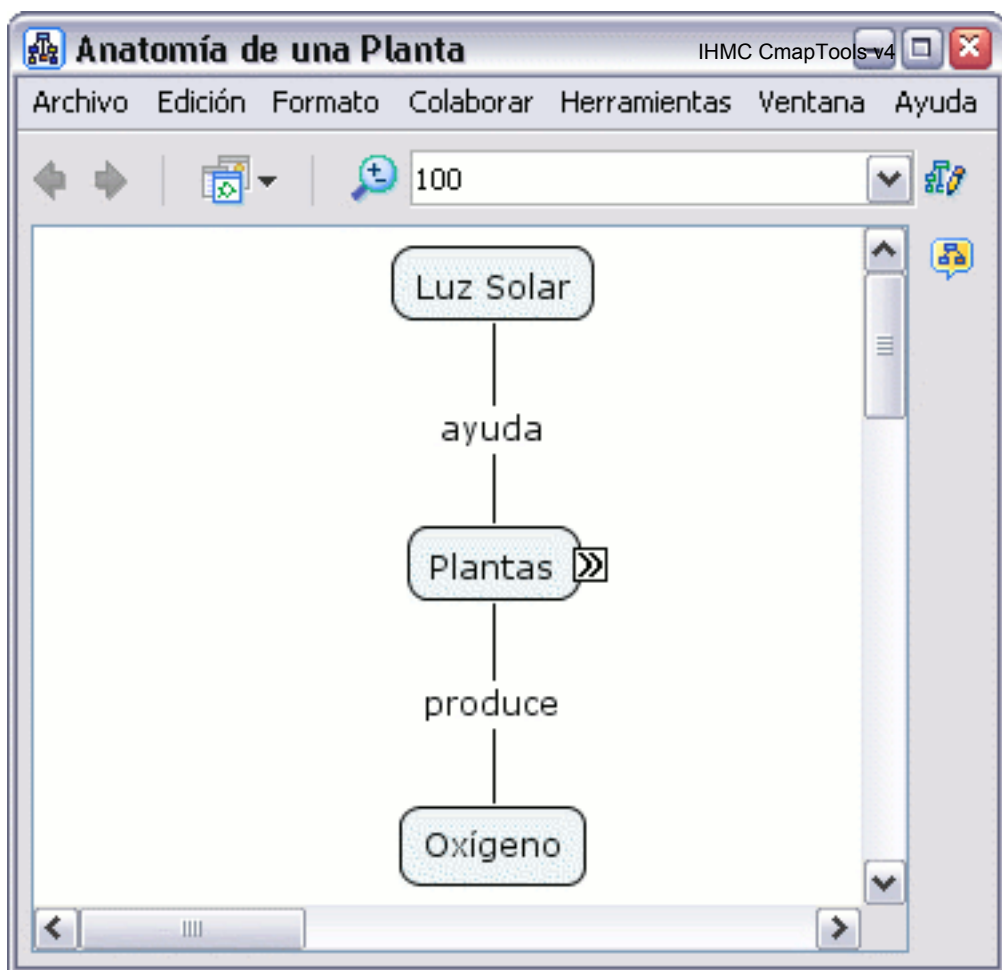 Anatomía de una Planta IHMC CmapTools v4
Archivo Edición Formato Colaborar Herramientas Ventana Ayuda
100
Luz Solar
ayuda
Plantas
produce
Oxígeno